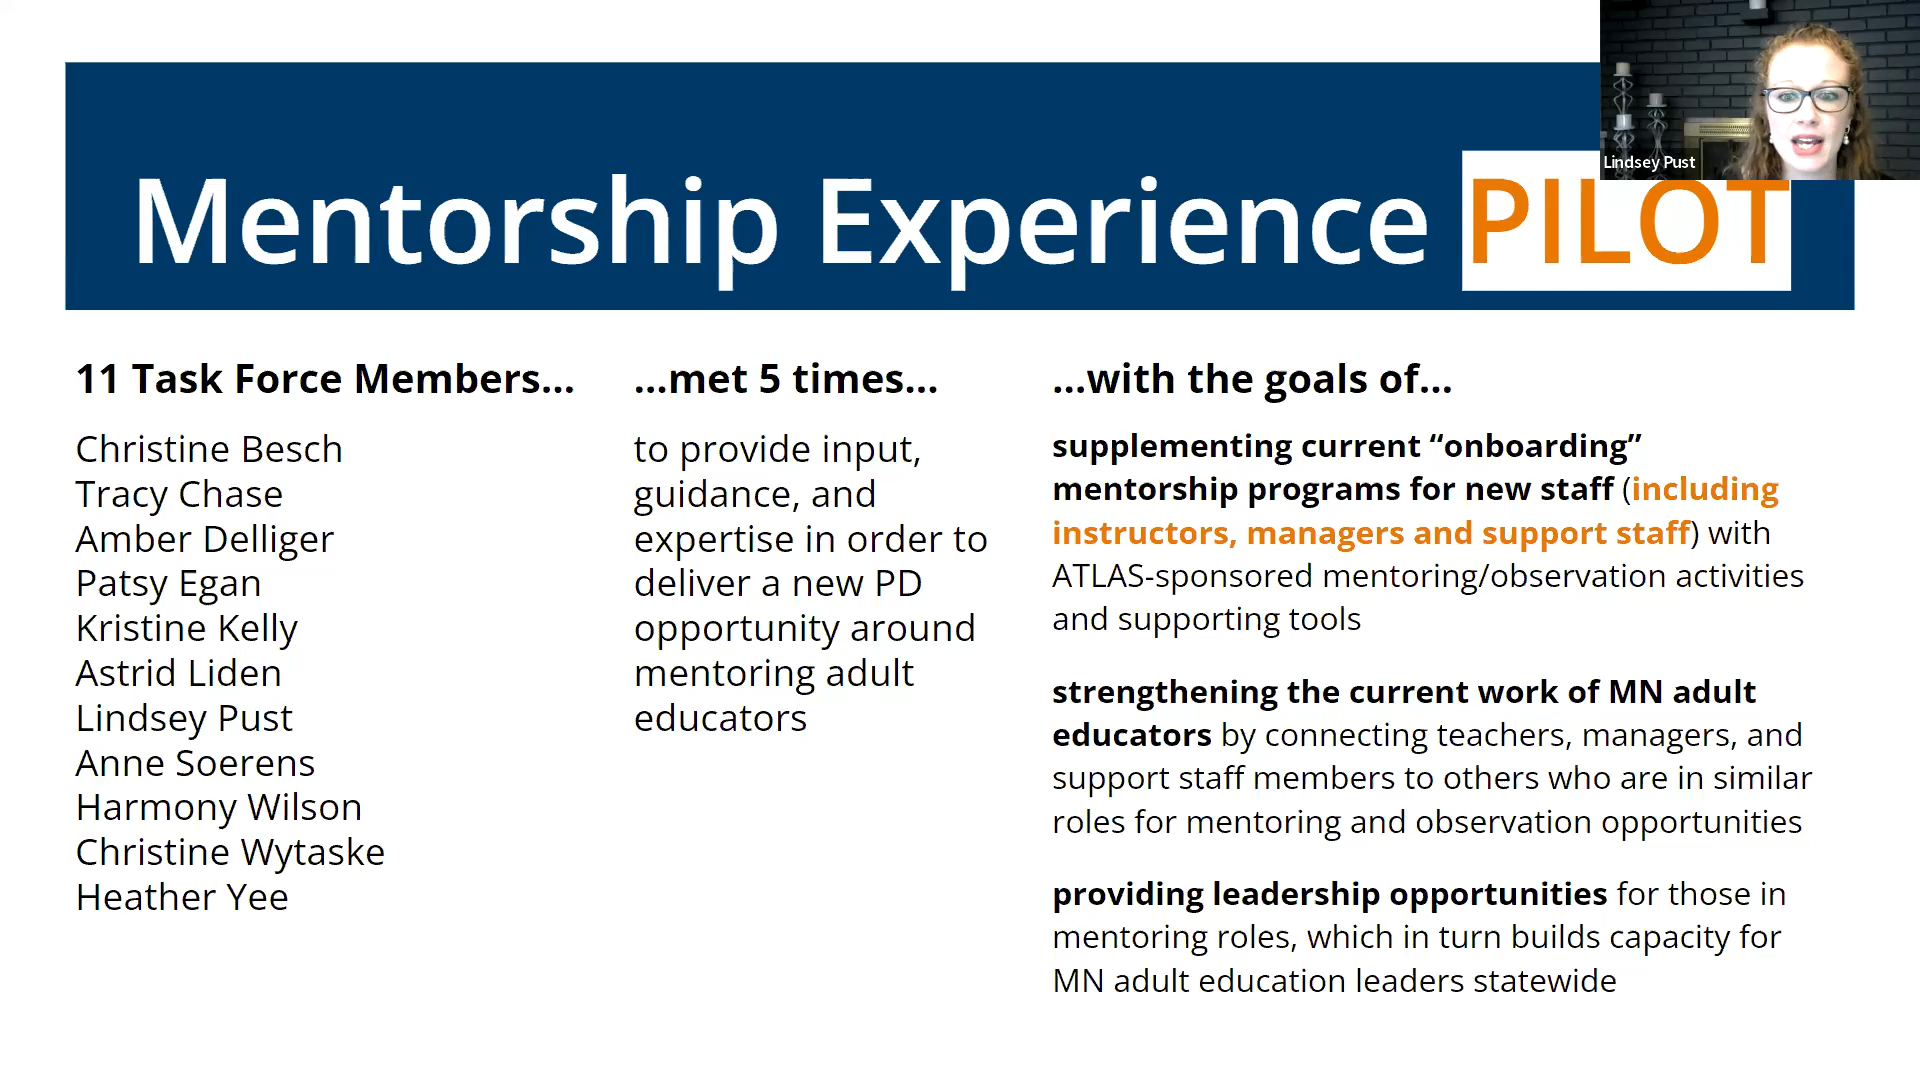 Mentorship Experience PILOT
Lindsey Pust
11 Task Force Members...
Christine Besch
Tracy Chase
Amber Delliger
Patsy Egan
Kristine Kelly
Astrid Liden
Lindsey Pust
Anne Soerens
Harmony Wilson
Christine Wytaske
Heather Yee
...met 5 times...
to provide input,
guidance, and
expertise in order to
deliver a new PD
opportunity around
mentoring adult
educators
...with the goals of...
supplementing current “onboarding”
mentorship programs for new staff (including
instructors, managers and support staff) with
ATLAS-sponsored mentoring/observation activities
and supporting tools
strengthening the current work of MN adult
educators by connecting teachers, managers, and
support staff members to others who are in similar
roles for mentoring and observation opportunities
providing leadership opportunities for those in
mentoring roles, which in turn builds capacity for
MN adult education leaders statewide